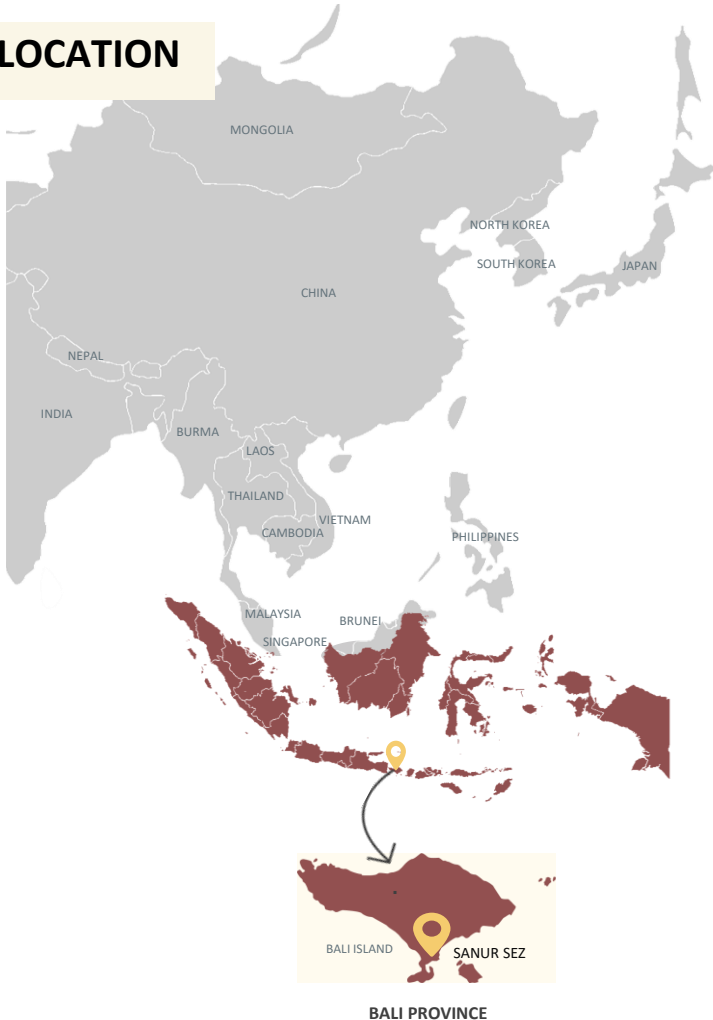 LOCATION
MONGOLIA
NORTH KOREA
SOUTH KOREA
JAPAN
CHINA
NEPAL
INDIA
BURMA
LAOS
THAILAND
VIETNAM
CAMBODIA
PHILIPPINES
MALAYSIA
BRUNEI
SINGAPORE
BALI ISLAND
SANUR SEZ
BALI PROVINCE